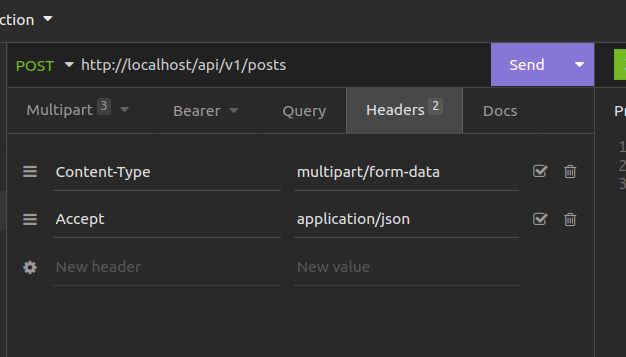 ction
POST http://localhost/api/v1/posts Send
Multipart 3 Bearer Query Headers 2 Docs
Content-Type multipart/form-data
Accept application/json
New header New value
1
2
3